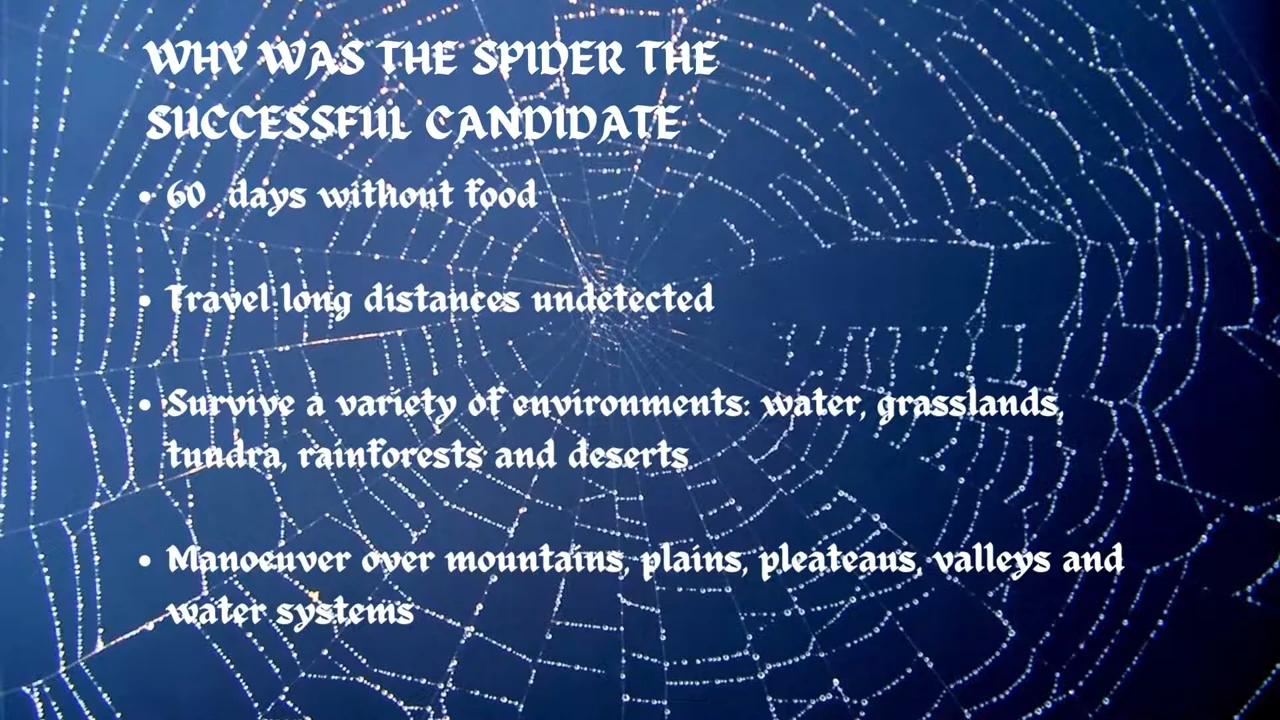 WHY WAS THE SPIDER THE
SUCCESSFUL CANDIDATE
• 60 days without food
• Travel long distances undetected
• Survive a variety of environments: water, grasslands,
tundra, rainforests and deserts
• Manoeuver over mountains, plains, pleateaus, valleys and
water systems